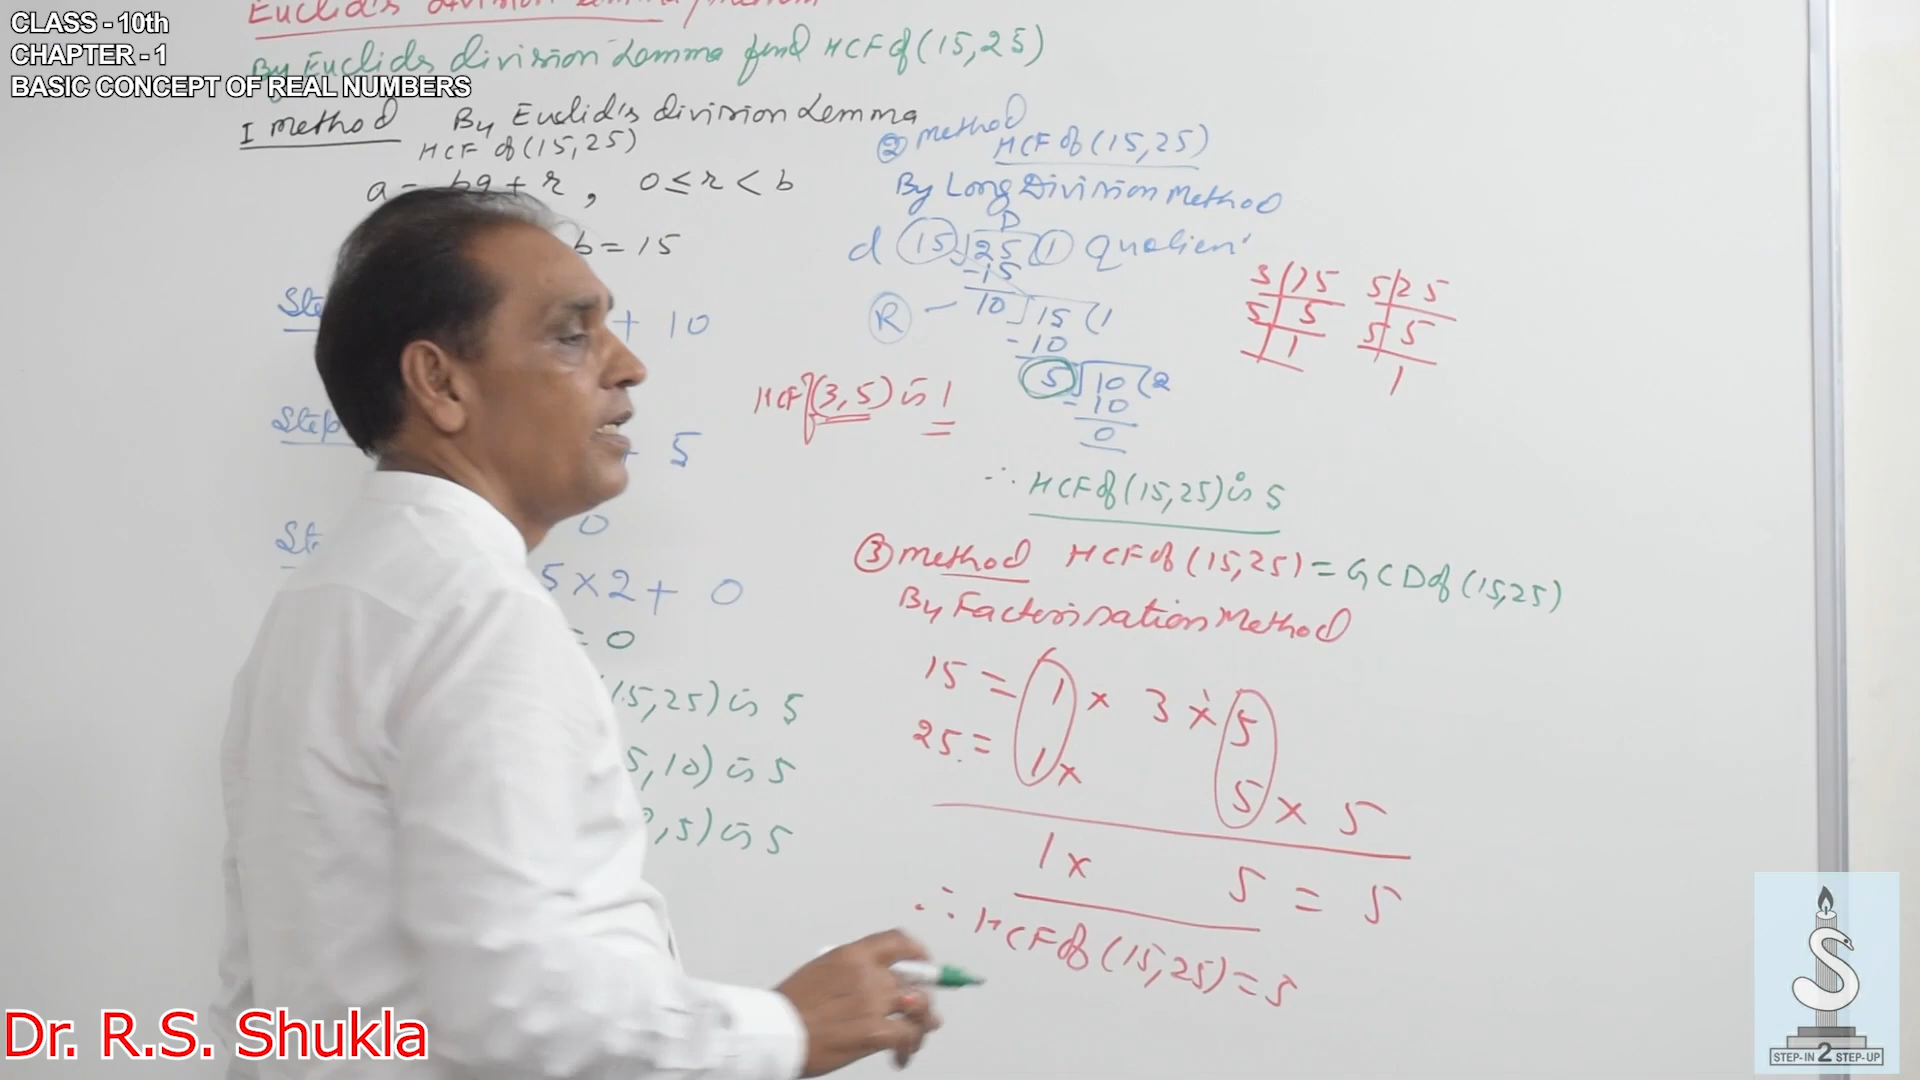 CLASS - 10th
CHAPTER - 1
BASIC CONCEPT OF REAL NUMBERS
Euclid's division Lemma
By Euclids division Lemma find HCF of (15,25)
I method By Euclid's division Lemma
HCF of (15,25)
a = bq + r , 0 ≤ r < b
b = 15
+ 10
5
0
5 x 2 + 0
= 0
15,25) is 5
5,10) is 5
,5) is 5
② method HCF of (15,25)
By Long Division Method
D
d 15 25 1 Quotient
-15
R — 10 15 (1
-10
5 10 (2
-10
0
∴ HCF of (15,25) is 5
HCF of (3,5) is 1
3 15
5 5
1
5 25
5 5
1
③ method HCF of (15,25) = GCD of (15,25)
By Factorisation Method
15 = 1 x 3 x 5
25 = 1 x 5 x 5
1 x 5 = 5
∴ HCF of (15,25) = 5
Dr. R.S. Shukla
STEP-IN 2 STEP-UP